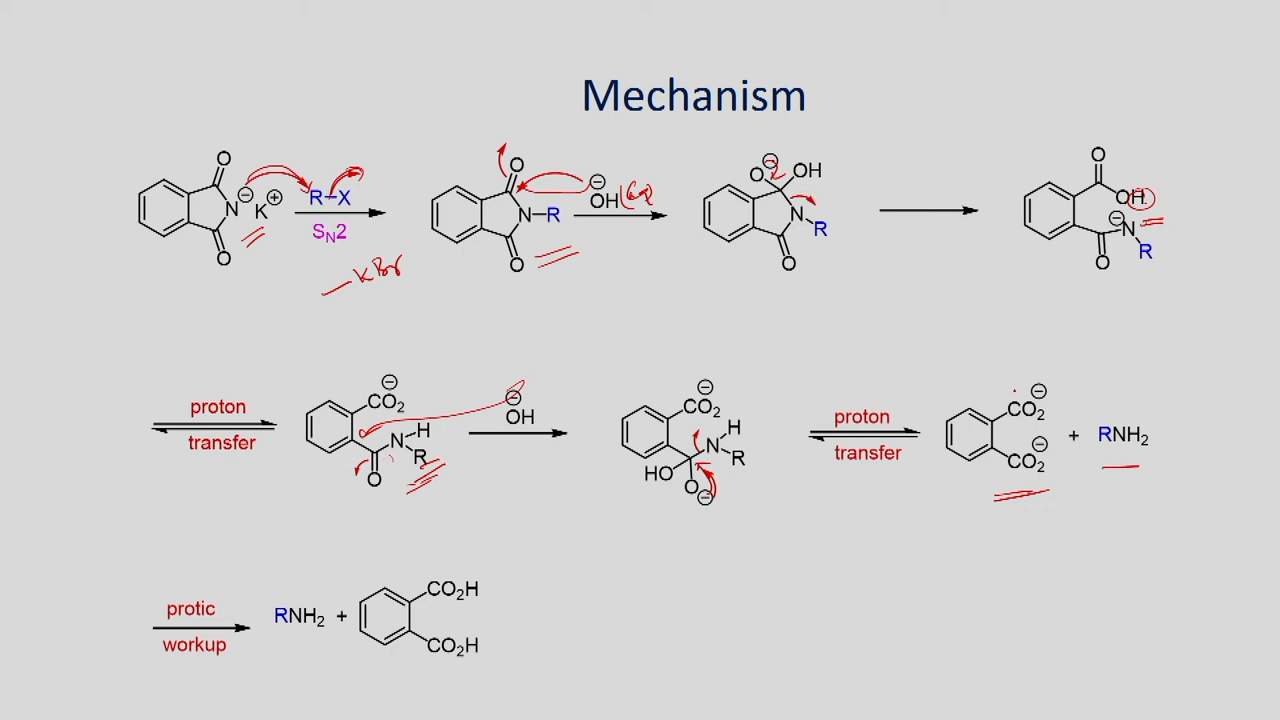 Mechanism
O
N ⊖ K ⊕
O
R–X
SN2
KBr
O
N–R
O
⊖
OH
⊖
O OH
N
R
O
O
OH
⊖ N
O R
proton
transfer
⊖
CO2
H
N
R
O
⊖
OH
⊖
CO2
H
N
HO R
O
⊖
proton
transfer
⊖
CO2
⊖
CO2
+ RNH2
protic
workup
RNH2 +
CO2H
CO2H